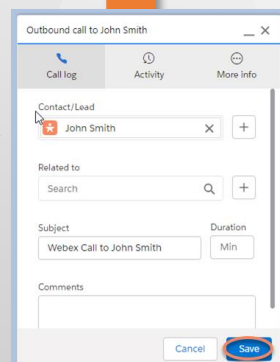 Outbound call to John Smith
Call log Activity More info
Contact/Lead
John Smith
Related to
Search
Subject Duration
Webex Call to John Smith Min
Comments
Cancel Save